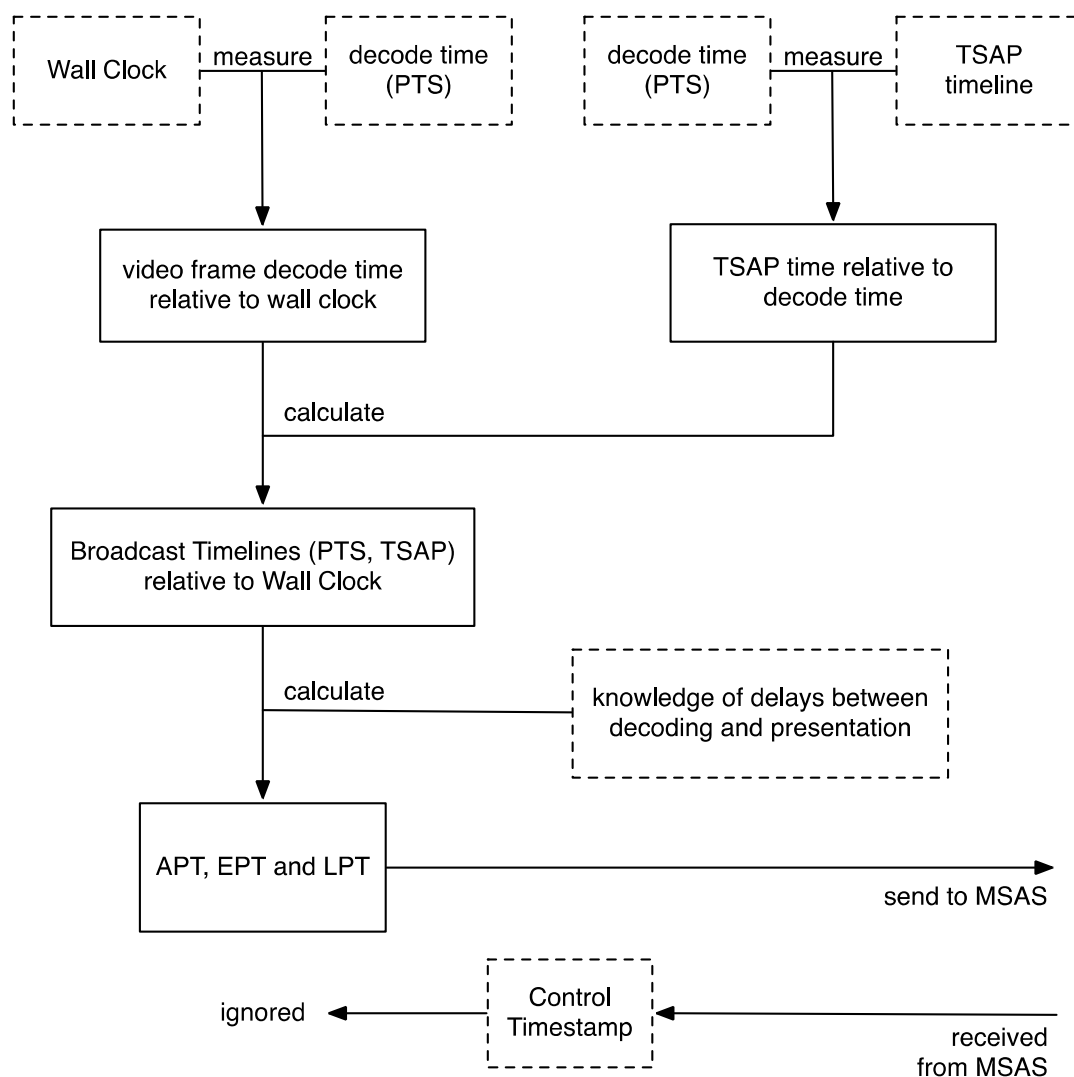 Wall Clock
measure
decode time
(PTS)
decode time
(PTS)
measure
TSAP
timeline
video frame decode time
relative to wall clock
TSAP time relative to
decode time
calculate
Broadcast Timelines (PTS, TSAP)
relative to Wall Clock
calculate
knowledge of delays between
decoding and presentation
APT, EPT and LPT
send to MSAS
ignored
Control
Timestamp
received
from MSAS